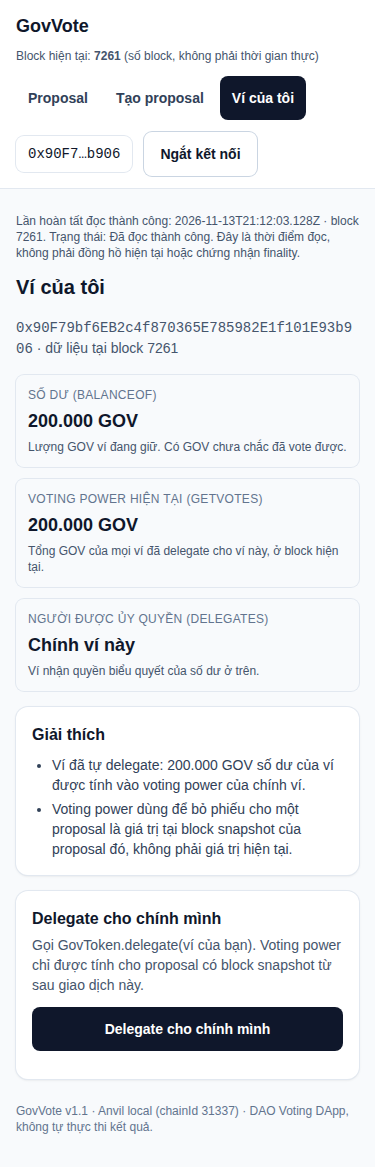 GovVote
Block hiện tại: 7261 (số block, không phải thời gian thực)
Proposal
Tạo proposal
Ví của tôi
0x90F7…b906
Ngắt kết nối
Lần hoàn tất đọc thành công: 2026-11-13T21:12:03.128Z · block
7261. Trạng thái: Đã đọc thành công. Đây là thời điểm đọc,
không phải đồng hồ hiện tại hoặc chứng nhận finality.
Ví của tôi
0x90F79bf6EB2c4f870365E785982E1f101E93b9
06 · dữ liệu tại block 7261
SỐ DƯ (BALANCEOF)
200.000 GOV
Lượng GOV ví đang giữ. Có GOV chưa chắc đã vote được.
VOTING POWER HIỆN TẠI (GETVOTES)
200.000 GOV
Tổng GOV của mọi ví đã delegate cho ví này, ở block hiện
tại.
NGƯỜI ĐƯỢC ỦY QUYỀN (DELEGATES)
Chính ví này
Ví nhận quyền biểu quyết của số dư ở trên.
Giải thích
• Ví đã tự delegate: 200.000 GOV số dư của ví
được tính vào voting power của chính ví.
• Voting power dùng để bỏ phiếu cho một
proposal là giá trị tại block snapshot của
proposal đó, không phải giá trị hiện tại.
Delegate cho chính mình
Gọi GovToken.delegate(ví của bạn). Voting power
chỉ được tính cho proposal có block snapshot từ
sau giao dịch này.
Delegate cho chính mình
GovVote v1.1 · Anvil local (chainId 31337) · DAO Voting DApp,
không tự thực thi kết quả.